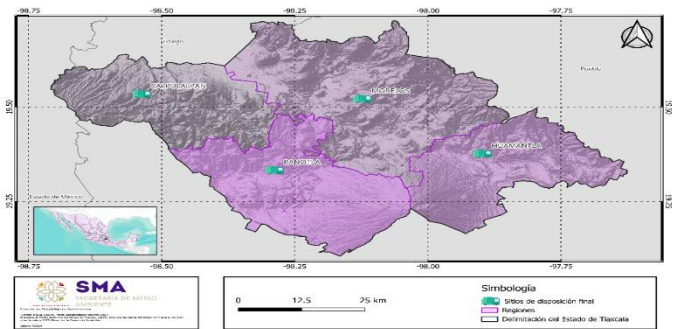 -98.75 -98.50 -98.25 -98.00 -97.75
Hidalgo
Puebla
CALPULALPAN
MORELOS
19.50 19.50
HUAMANTLA
PANOTLA
19.25 19.25
Estado de México
-98.75 -98.50 -98.25 -98.00 -97.75
SMA
SECRETARÍA DE MEDIO
AMBIENTE
0 12.5 25 km
Simbología
Sitios de disposición final
Regiones
Delimitación del Estado de Tlaxcala